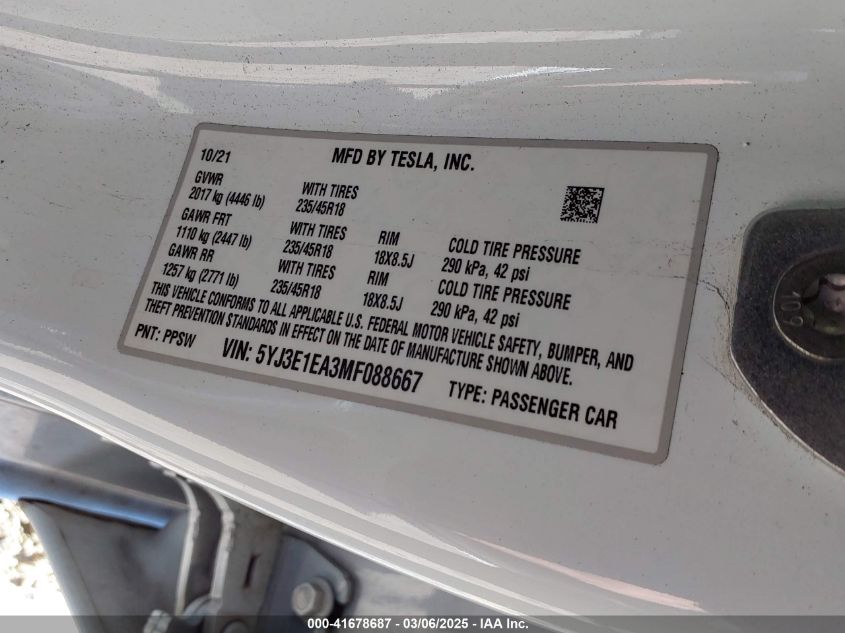 10/21 MFD BY TESLA, INC.
GVWR
2017 kg (4446 lb) WITH TIRES
235/45R18
GAWR FRT
1110 kg (2447 lb) WITH TIRES RIM COLD TIRE PRESSURE
235/45R18 18X8.5J 290 kPa, 42 psi
GAWR RR
1257 kg (2771 lb) WITH TIRES RIM COLD TIRE PRESSURE
235/45R18 18X8.5J 290 kPa, 42 psi
THIS VEHICLE CONFORMS TO ALL APPLICABLE U.S. FEDERAL MOTOR VEHICLE SAFETY, BUMPER, AND
THEFT PREVENTION STANDARDS IN EFFECT ON THE DATE OF MANUFACTURE SHOWN ABOVE.
PNT: PPSW VIN: 5YJ3E1EA3MF088667 TYPE: PASSENGER CAR
10.9
000-41678687 - 03/06/2025 - IAA Inc.